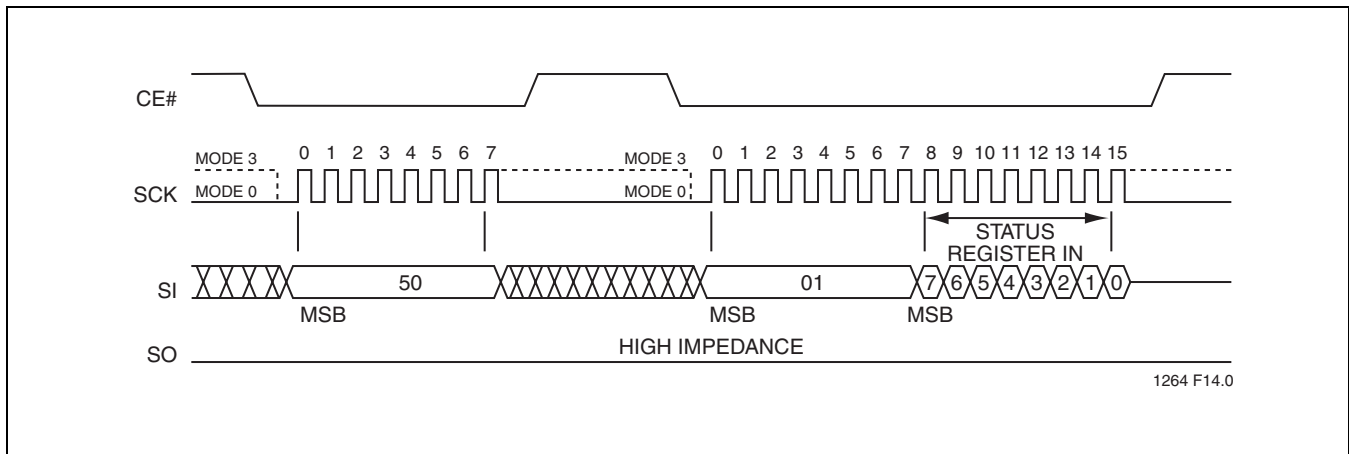 CE#
MODE 3 0 1 2 3 4 5 6 7 MODE 3 0 1 2 3 4 5 6 7 8 9 10 11 12 13 14 15
SCK MODE 0 MODE 0
STATUS
REGISTER IN
SI 50 01 7 6 5 4 3 2 1 0
MSB MSB MSB
SO HIGH IMPEDANCE
1264 F14.0